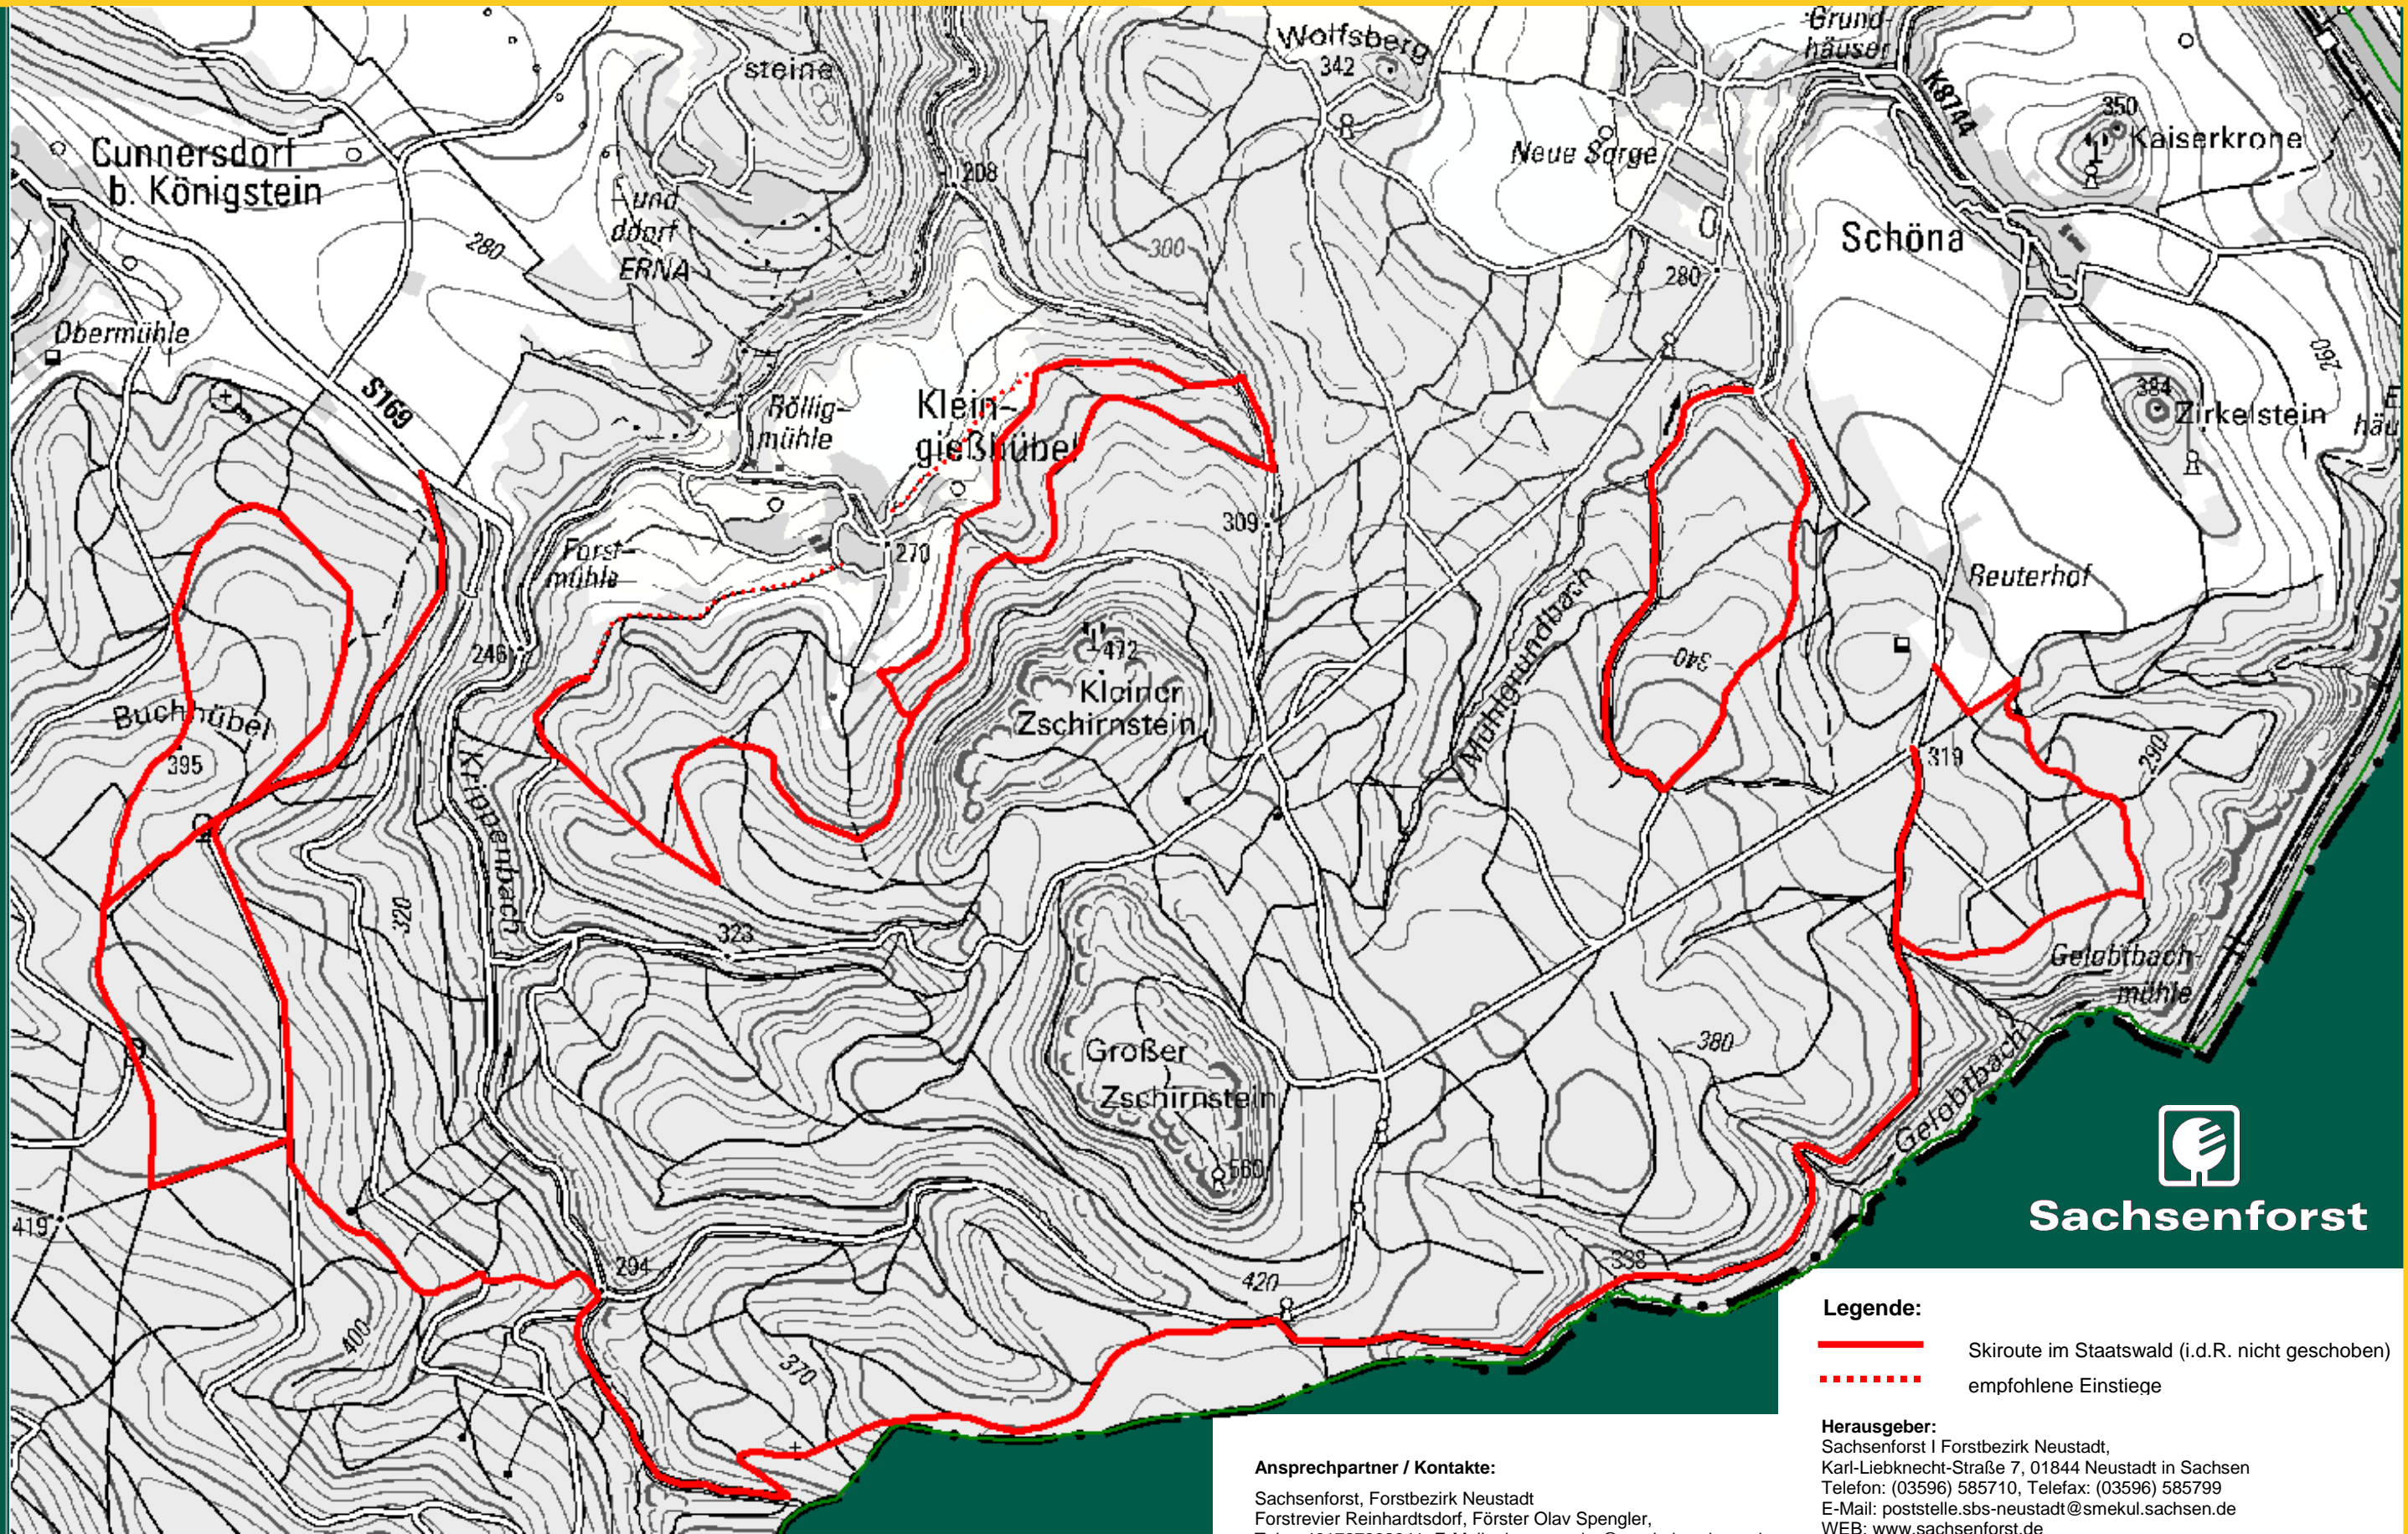 Wolfsberg
342
steine
Grund-
häuser
K8744
350
Kaiserkrone
Cunnersdorf
b. Königstein
208
Neue Sorge
und
ddorf
ERNA
280
300
280
Schöna
Obermühle
S169
Röllig-
mühle
Klein-
gießhübel
384
Zirkelstein
260
häu
309
270
Forst-
mühle
Reuterhof
246
472
Kleiner
Zschirnstein
340
Mühlgrundbach
Buchhübel
395
Krippenbach
319
290
320
323
Gelobtbach-
mühle
380
Großer
Zschirnstein
Gelobtbach
560
419
294
338
420
400
370
Sachsenforst
Legende:
Skiroute im Staatswald (i.d.R. nicht geschoben)
empfohlene Einstiege
Herausgeber:
Sachsenforst I Forstbezirk Neustadt,
Karl-Liebknecht-Straße 7, 01844 Neustadt in Sachsen
Telefon: (03596) 585710, Telefax: (03596) 585799
E-Mail: poststelle.sbs-neustadt@smekul.sachsen.de
WEB: www.sachsenforst.de
Ansprechpartner / Kontakte:
Sachsenforst, Forstbezirk Neustadt
Forstrevier Reinhardtsdorf, Förster Olav Spengler,